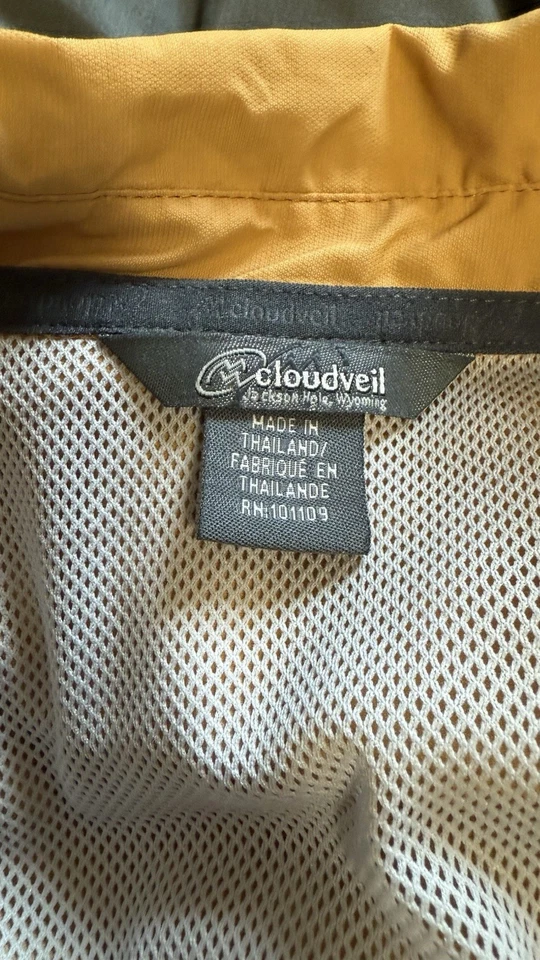 cloudveil
cloudveil
Jackson Hole, Wyoming
MADE IN
THAILAND/
FABRIQUÉ EN
THAILANDE
RN:101109